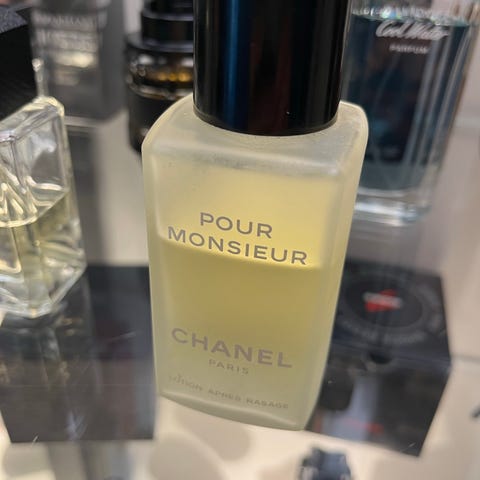 Cool Water
PARFUM
POUR
MONSIEUR
CHANEL
PARIS
LOTION APRÈS RASAGE